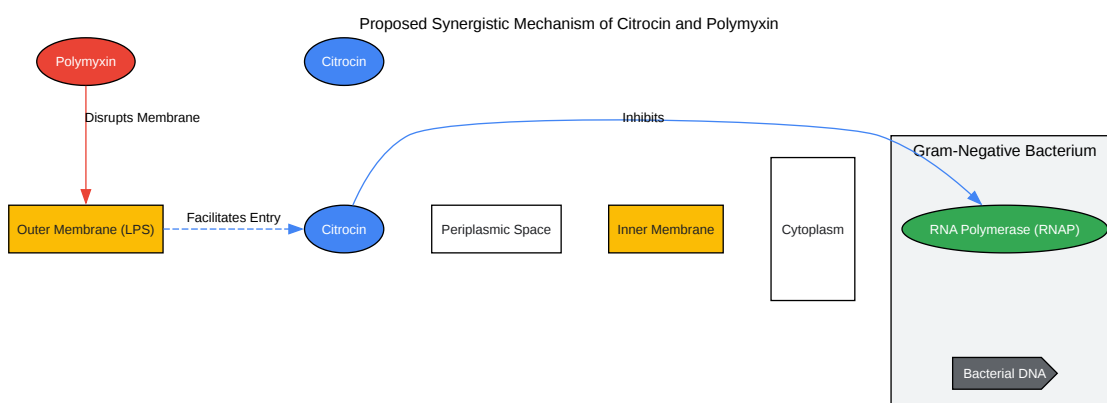 Proposed Synergistic Mechanism of Citrocin and Polymyxin
Polymyxin
Citrocin
Disrupts Membrane
Inhibits
Gram-Negative Bacterium
Outer Membrane (LPS)
Facilitates Entry
Citrocin
Periplasmic Space
Inner Membrane
Cytoplasm
RNA Polymerase (RNAP)
Bacterial DNA